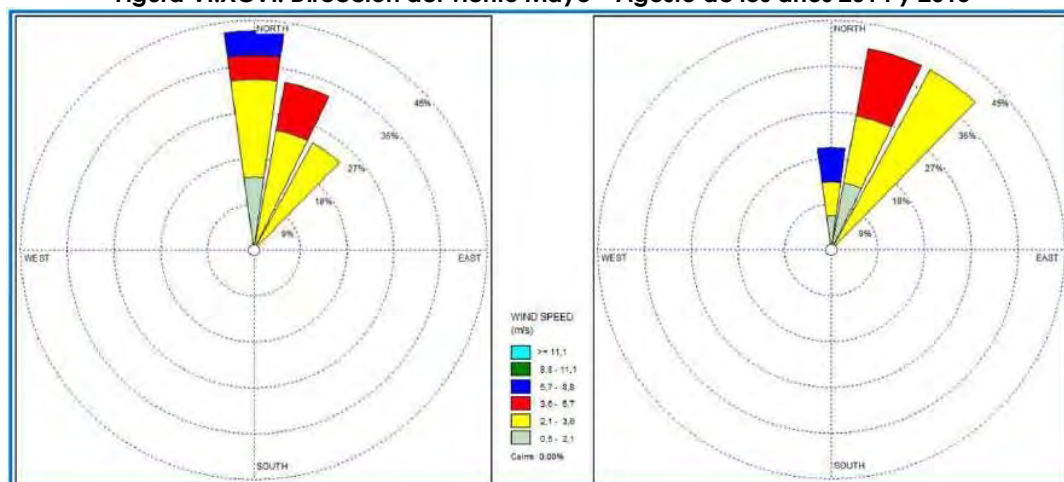 Dirección del viento Mayo – Agosto de los años 2014 y 2015
NORTH
45%
36%
27%
18%
9%
WEST
EAST
SOUTH
WIND SPEED
(m/s)
>= 11,1
8,8 - 11,1
5,7 - 8,8
3,6 - 5,7
2,1 - 3,6
0,5 - 2,1
Calms: 0.00%
NORTH
45%
36%
27%
18%
9%
WEST
EAST
SOUTH